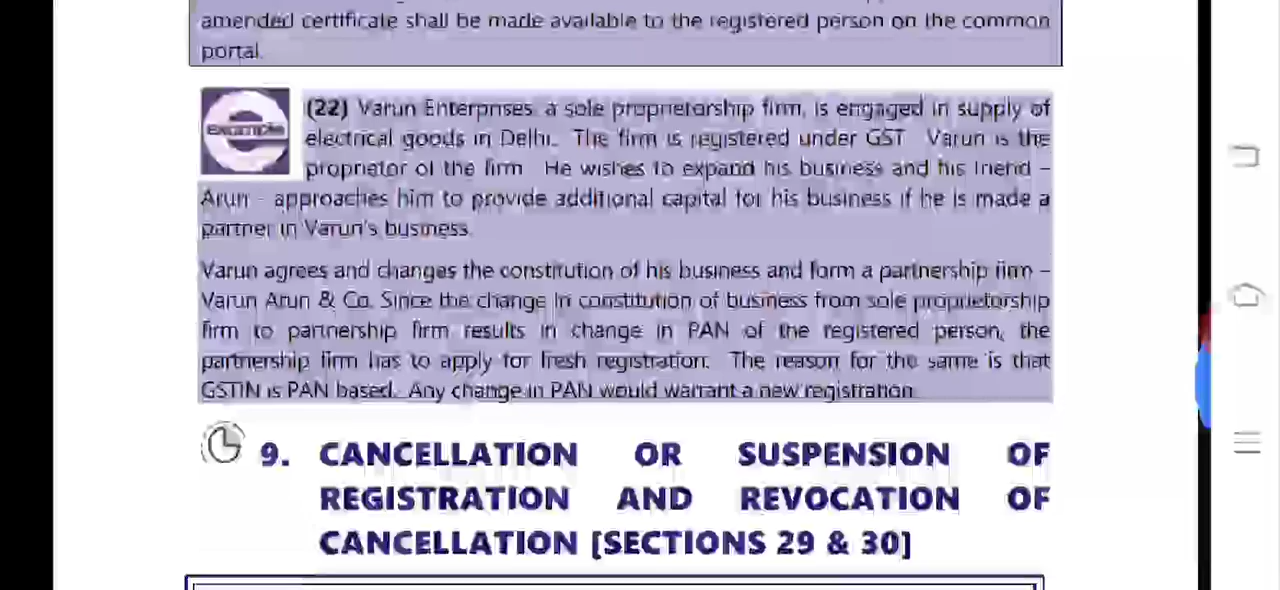 amended certificate shall be made available to the registered person on the common
portal.
example
(22) Varun Enterprises, a sole proprietorship firm, is engaged in supply of
electrical goods in Delhi. The firm is registered under GST. Varun is the
proprietor of the firm. He wishes to expand his business and his friend –
Arun - approaches him to provide additional capital for his business if he is made a
partner in Varun's business.
Varun agrees and changes the constitution of his business and form a partnership firm –
Varun Arun & Co. Since the change in constitution of business from sole proprietorship
firm to partnership firm results in change in PAN of the registered person, the
partnership firm has to apply for fresh registration. The reason for the same is that
GSTIN is PAN based. Any change in PAN would warrant a new registration.
9. CANCELLATION OR SUSPENSION OF
REGISTRATION AND REVOCATION OF
CANCELLATION [SECTIONS 29 & 30]